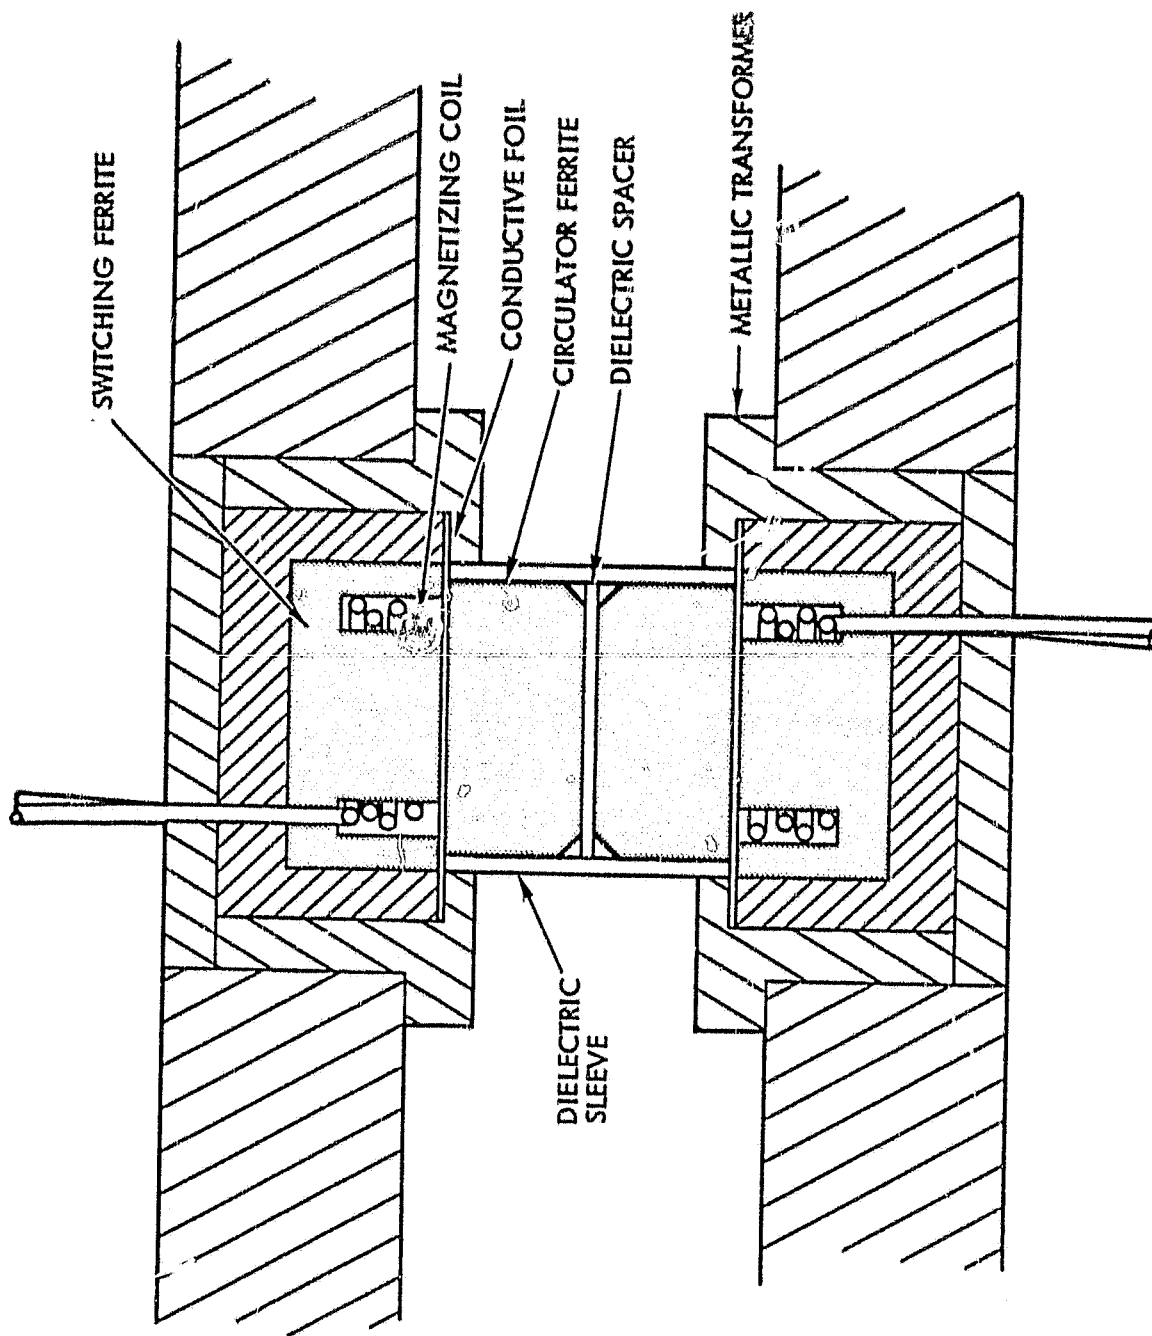 SWITCHING FERRITE
MAGNETIZING COIL
CONDUCTIVE FOIL
CIRCULATOR FERRITE
DIELECTRIC SPACER
METALLIC TRANSFORMER
DIELECTRIC
SLEEVE